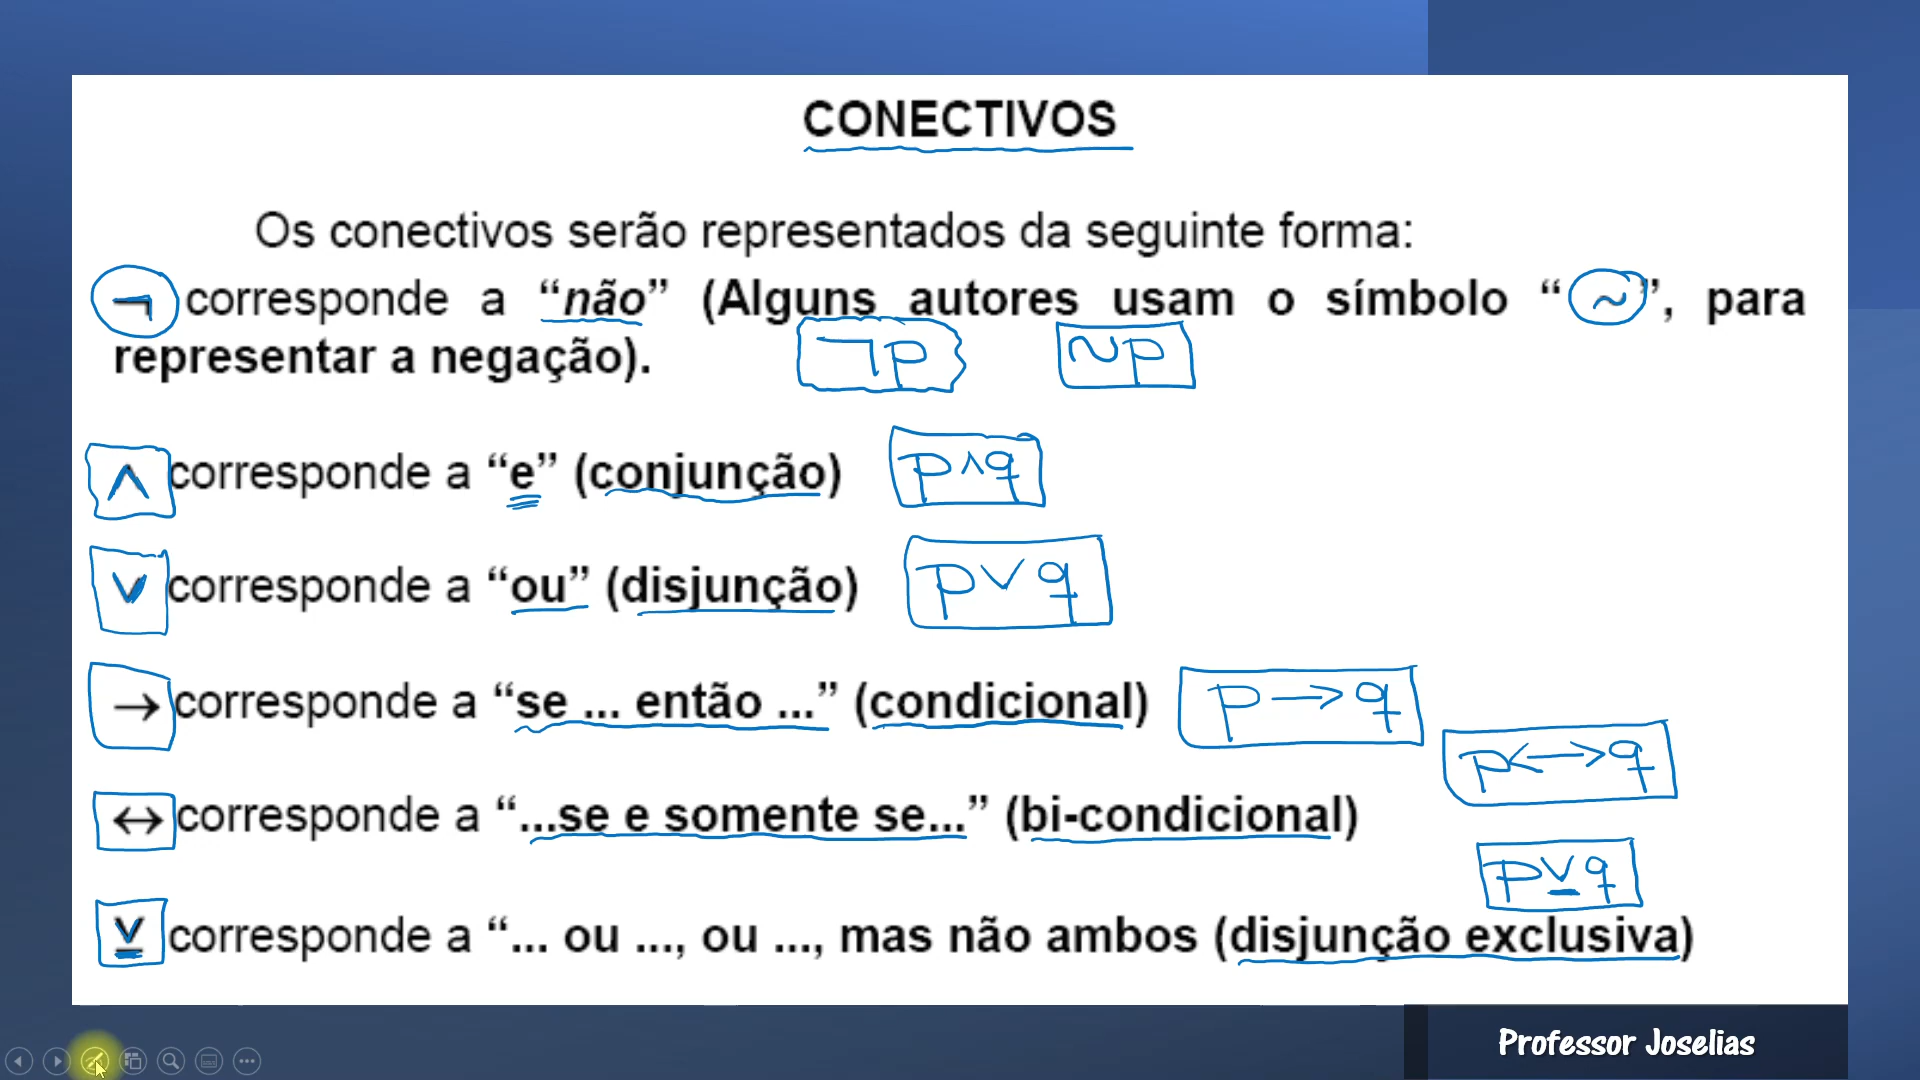 CONECTIVOS
Os conectivos serão representados da seguinte forma:
¬ corresponde a “não” (Alguns autores usam o símbolo “~”, para
representar a negação). ¬p ~p
∧ corresponde a “e” (conjunção) p∧q
∨ corresponde a “ou” (disjunção) p∨q
→ corresponde a “se ... então ...” (condicional) p→q
p↔q
↔ corresponde a “...se e somente se...” (bi-condicional)
p⊻q
⊻ corresponde a “... ou ..., ou ..., mas não ambos (disjunção exclusiva)
Professor Joselias